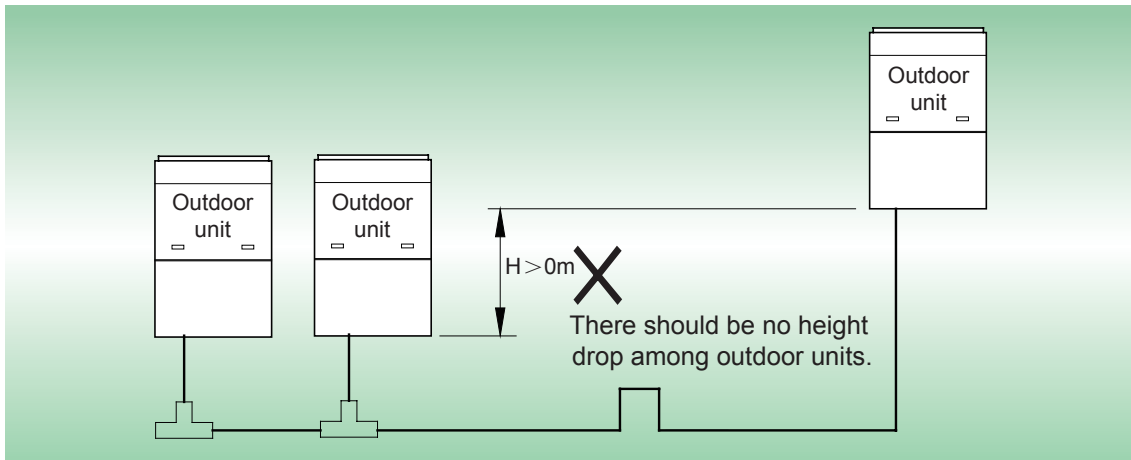 Outdoor
unit
Outdoor
unit
Outdoor
unit
H＞0m
There should be no height
drop among outdoor units.